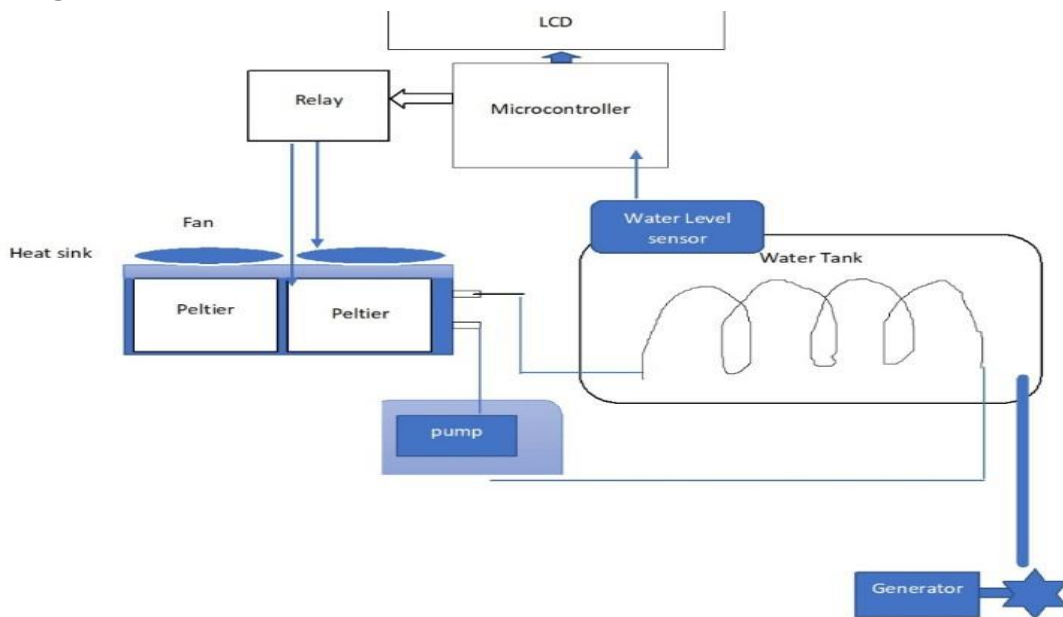 LCD
Relay
Microcontroller
Fan
Water Level
sensor
Heat sink
Water Tank
Peltier
Peltier
pump
Generator